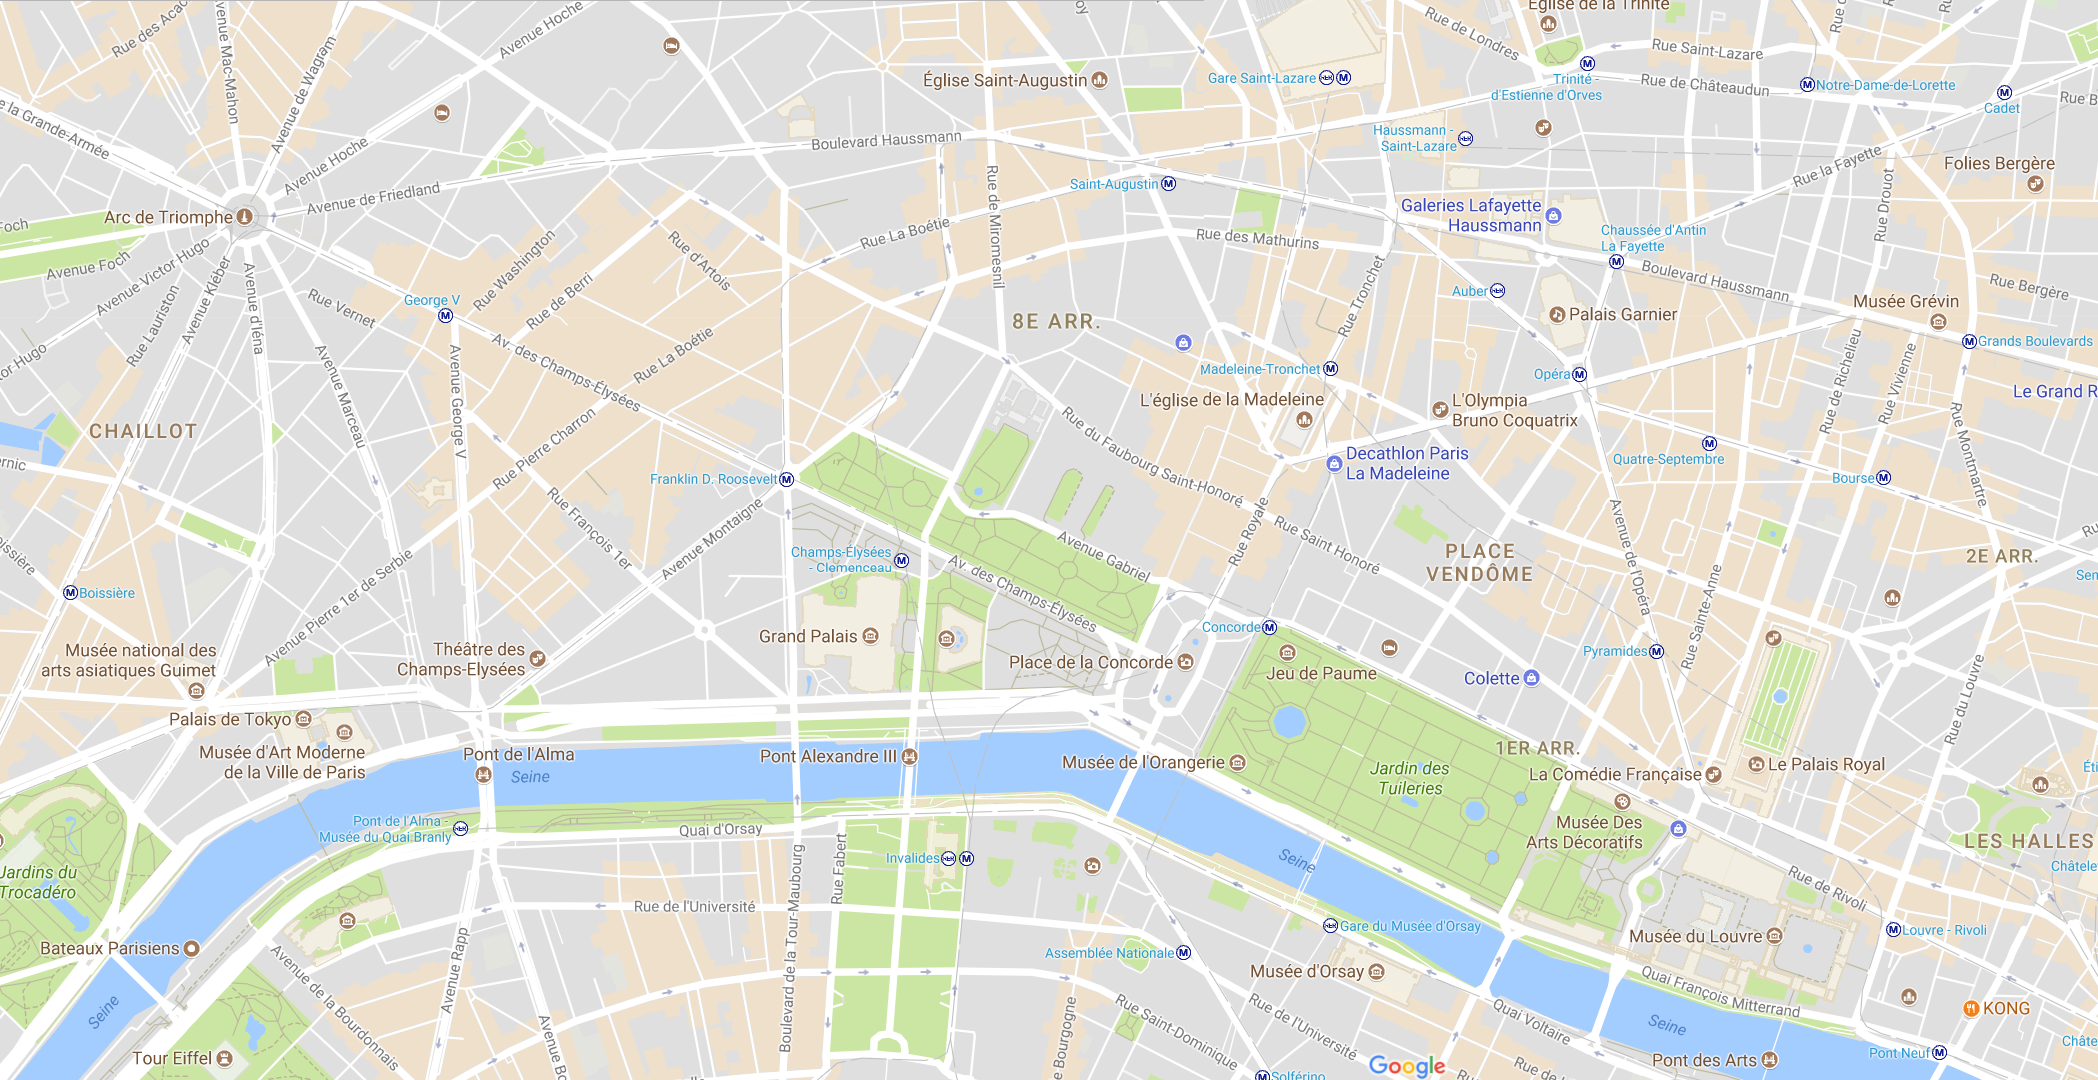 Église de la Trinité
Rue des Acac
Avenue Mac-Mahon
Avenue de Wagram
Avenue Hoche
Rue de Londres
Rue Saint-Lazare
Église Saint-Augustin
Gare Saint-Lazare
Trinité -
d'Estienne d'Orves
Rue de Châteaudun
Notre-Dame-de-Lorette
Cadet
Rue B
e la Grande-Armée
Avenue Hoche
Boulevard Haussmann
Haussmann -
Saint-Lazare
Rue la Fayette
Folies Bergère
Rue de Miromesnil
Saint-Augustin
Avenue de Friedland
Arc de Triomphe
Foch
Avenue Foch
Avenue Victor Hugo
Rue Lauriston
Avenue Kléber
Avenue d'Iéna
Rue Washington
Rue d'Artois
Rue La Boétie
Rue des Mathurins
Galeries Lafayette
Haussmann
Chaussée d'Antin
La Fayette
Rue Drouot
Boulevard Haussmann
Rue Bergère
Rue Vernet
George V
Rue de Berri
8E ARR.
Rue Tronchet
Auber
Palais Garnier
Musée Grévin
Grands Boulevards
or-Hugo
Avenue Marceau
Avenue George V
Av. des Champs-Élysées
Rue La Boétie
Madeleine-Tronchet
Opéra
Rue de Richelieu
Rue Vivienne
Le Grand R
L'église de la Madeleine
L'Olympia
Bruno Coquatrix
CHAILLOT
Rue Pierre Charron
Rue du Faubourg Saint-Honoré
Decathlon Paris
La Madeleine
Quatre-Septembre
Bourse
Rue Montmartre
Franklin D. Roosevelt
Rue François 1er
Avenue Montaigne
Rue Royale
Rue Saint Honoré
Avenue de l'Opéra
Champs-Élysées
- Clemenceau
Av. des Champs-Élysées
Avenue Gabriel
PLACE
VENDÔME
2E ARR.
Sen
Boissière
Avenue Pierre 1er de Serbie
Rue Sainte-Anne
Musée national des
arts asiatiques Guimet
Théâtre des
Champs-Elysées
Grand Palais
Place de la Concorde
Concorde
Jeu de Paume
Colette
Pyramides
Rue du Louvre
Palais de Tokyo
Musée d'Art Moderne
de la Ville de Paris
Pont de l'Alma
Seine
Pont Alexandre III
Musée de l'Orangerie
Jardin des
Tuileries
1ER ARR.
La Comédie Française
Le Palais Royal
Pont de l'Alma -
Musée du Quai Branly
Quai d'Orsay
Musée Des
Arts Décoratifs
LES HALLES
Châtele
Jardins du
Trocadéro
Invalides
Rue Fabert
Boulevard de la Tour-Maubourg
Seine
Rue de Rivoli
Rue de l'Université
Gare du Musée d'Orsay
Louvre - Rivoli
Bateaux Parisiens
Avenue Rapp
Assemblée Nationale
Musée d'Orsay
Musée du Louvre
Quai François Mitterrand
Avenue de la Bourdonnais
Seine
Avenue Bo
e Bourgogne
Rue Saint-Dominique
Rue de l'Université
Quai Voltaire
Seine
KONG
Tour Eiffel
Google
Pont des Arts
Pont Neuf
Châte
Solférino
Rue de